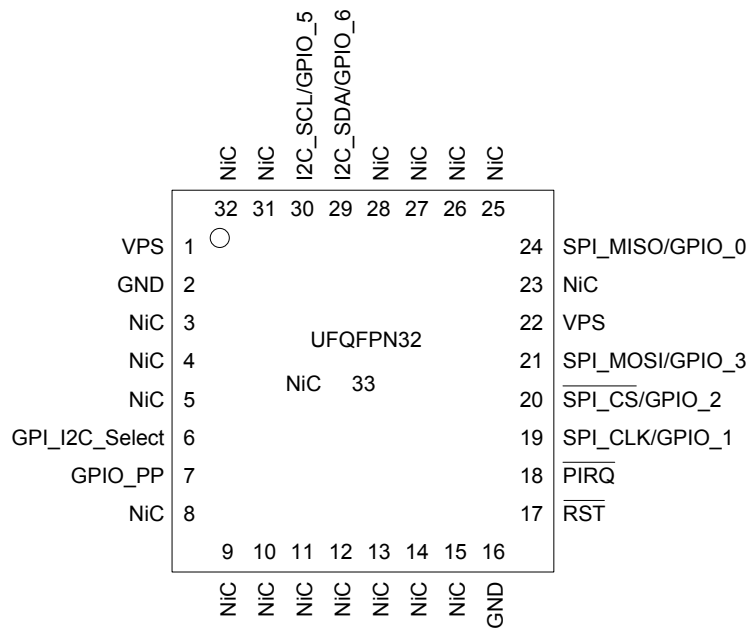 NiC
NiC
I2C_SCL/GPIO_5
I2C_SDA/GPIO_6
NiC
NiC
NiC
NiC
32 31 30 29 28 27 26 25
VPS 1
24 SPI_MISO/GPIO_0
GND 2
23 NiC
NiC 3
22 VPS
UFQFPN32
NiC 4
21 SPI_MOSI/GPIO_3
NiC 33
NiC 5
20 SPI_CS/GPIO_2
GPI_I2C_Select 6
19 SPI_CLK/GPIO_1
GPIO_PP 7
18 PIRQ
NiC 8
17 RST
9 10 11 12 13 14 15 16
NiC
NiC
NiC
NiC
NiC
NiC
NiC
GND